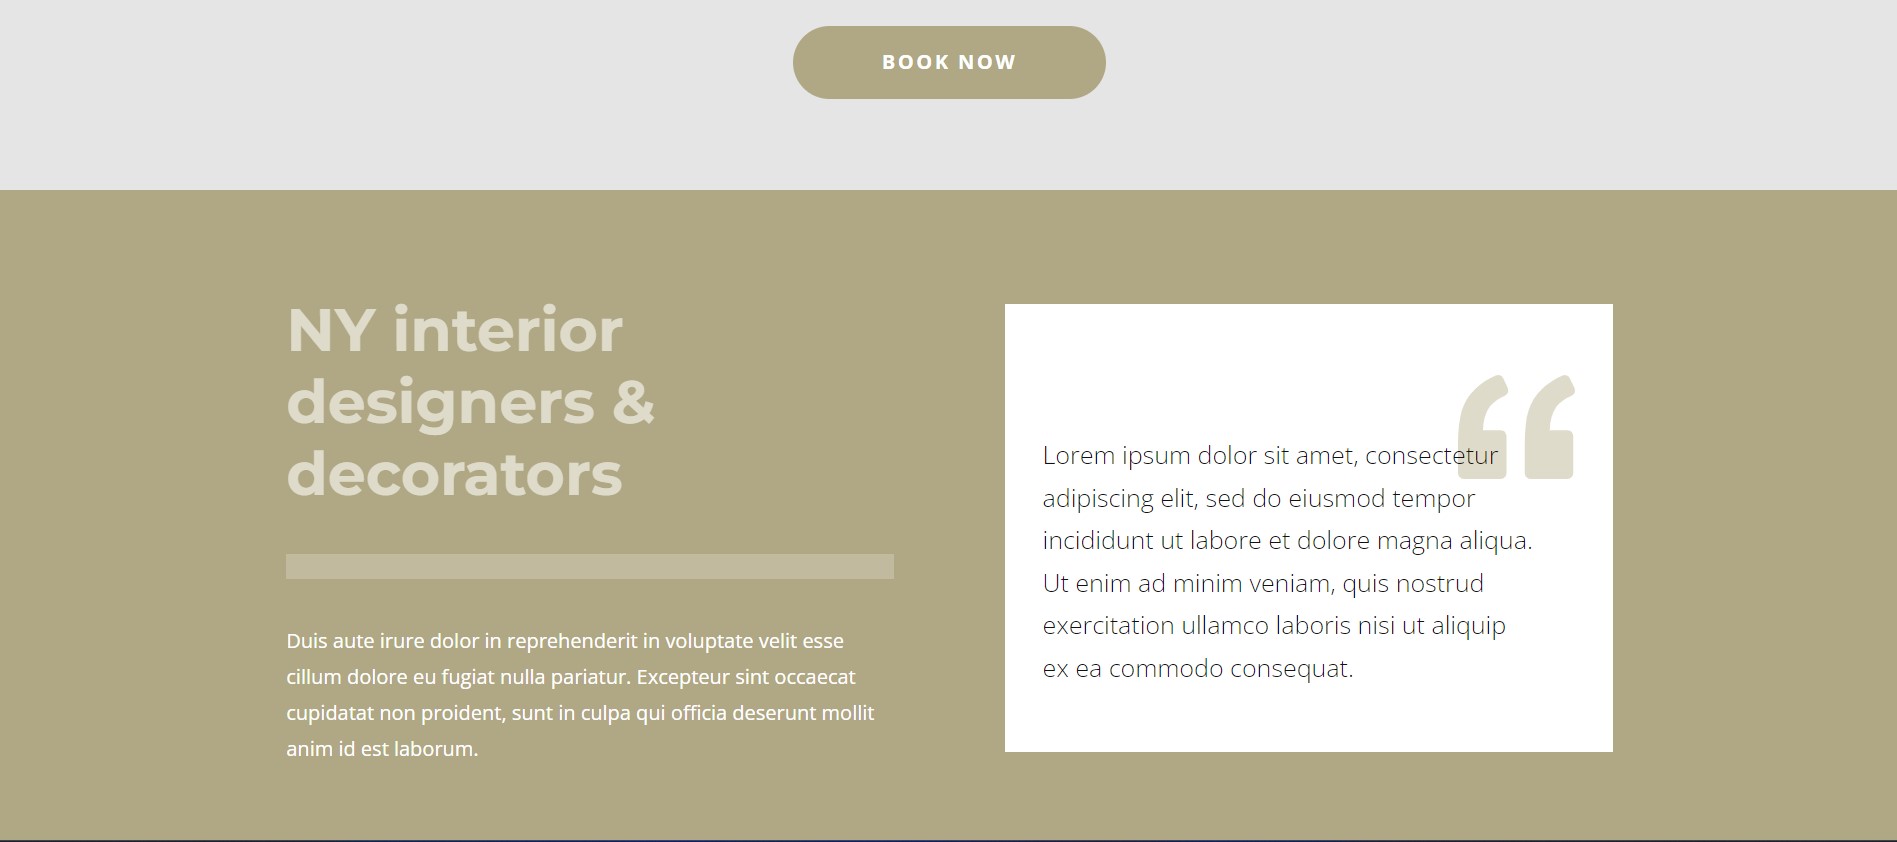 BOOK NOW
NY interior
designers &
decorators
Duis aute irure dolor in reprehenderit in voluptate velit esse
cillum dolore eu fugiat nulla pariatur. Excepteur sint occaecat
cupidatat non proident, sunt in culpa qui officia deserunt mollit
anim id est laborum.
“
Lorem ipsum dolor sit amet, consectetur
adipiscing elit, sed do eiusmod tempor
incididunt ut labore et dolore magna aliqua.
Ut enim ad minim veniam, quis nostrud
exercitation ullamco laboris nisi ut aliquip
ex ea commodo consequat.